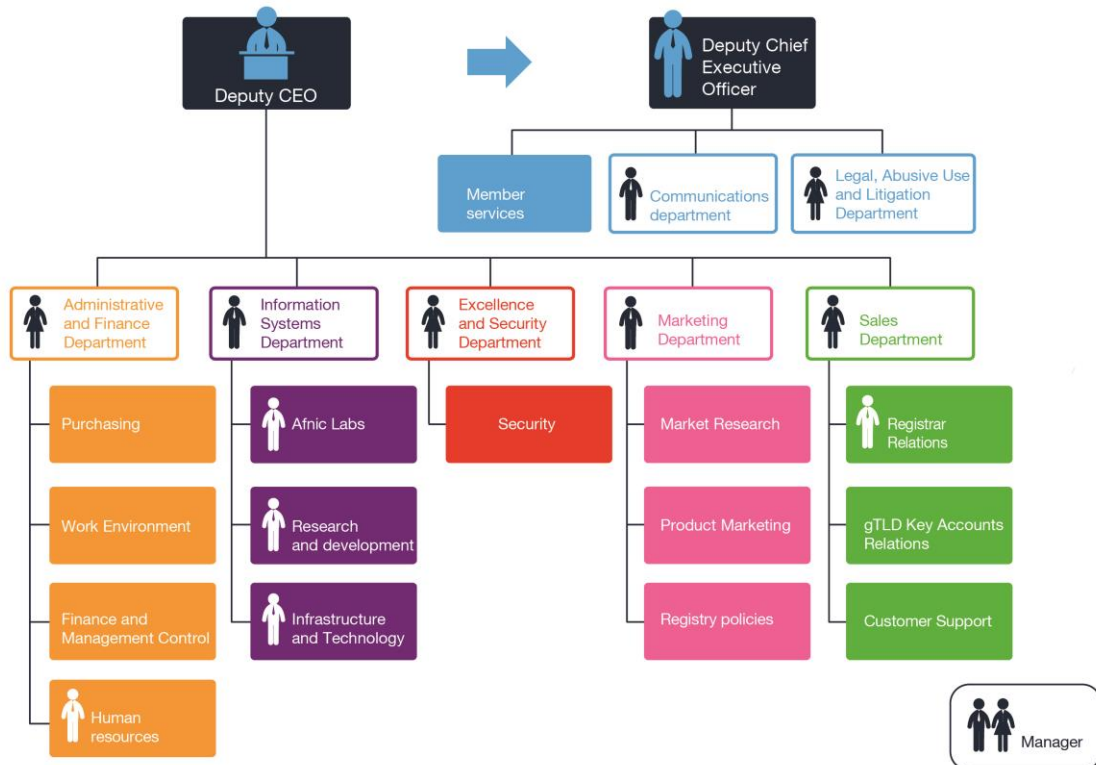 Deputy CEO
Deputy Chief
Executive
Officer
Member
services
Communications
department
Legal, Abusive Use
and Litigation
Department
Administrative
and Finance
Department
Information
Systems
Department
Excellence
and Security
Department
Marketing
Department
Sales
Department
Purchasing
Afnic Labs
Security
Market Research
Registrar
Relations
Work Environment
Research
and development
Product Marketing
gTLD Key Accounts
Relations
Finance and
Management Control
Infrastructure
and Technology
Registry policies
Customer Support
Human
resources
Manager